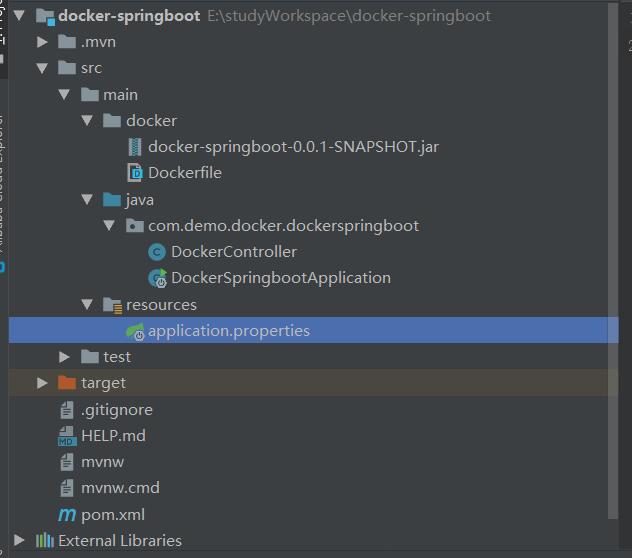 docker-springboot E:\studyWorkspace\docker-springboot
.mvn
src
main
docker
docker-springboot-0.0.1-SNAPSHOT.jar
Dockerfile
java
com.demo.docker.dockerspringboot
DockerController
DockerSpringbootApplication
resources
application.properties
test
target
.gitignore
HELP.md
mvnw
mvnw.cmd
pom.xml
External Libraries